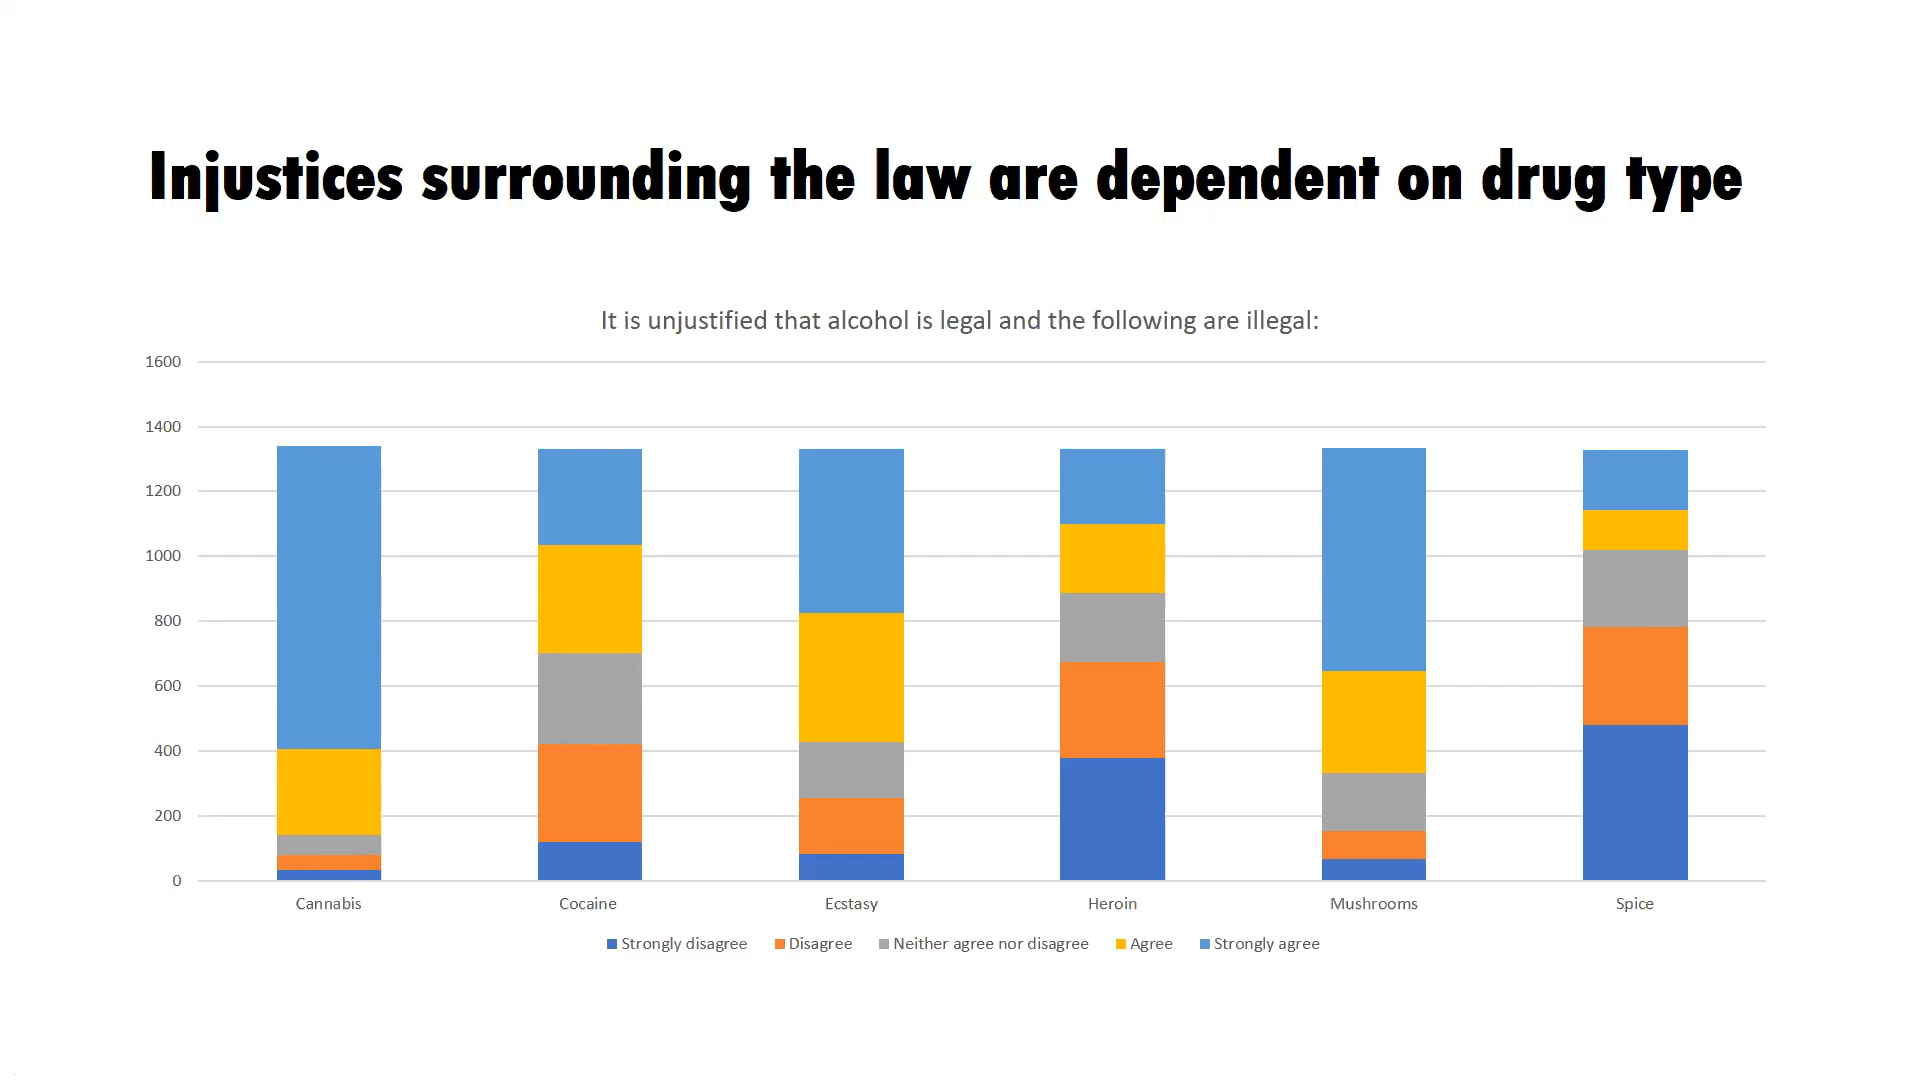 Injustices surrounding the law are dependent on drug type
It is unjustified that alcohol is legal and the following are illegal:
1600
1400
1200
1000
800
600
400
200
0
Cannabis Cocaine Ecstasy Heroin Mushrooms Spice
Strongly disagree Disagree Neither agree nor disagree Agree Strongly agree